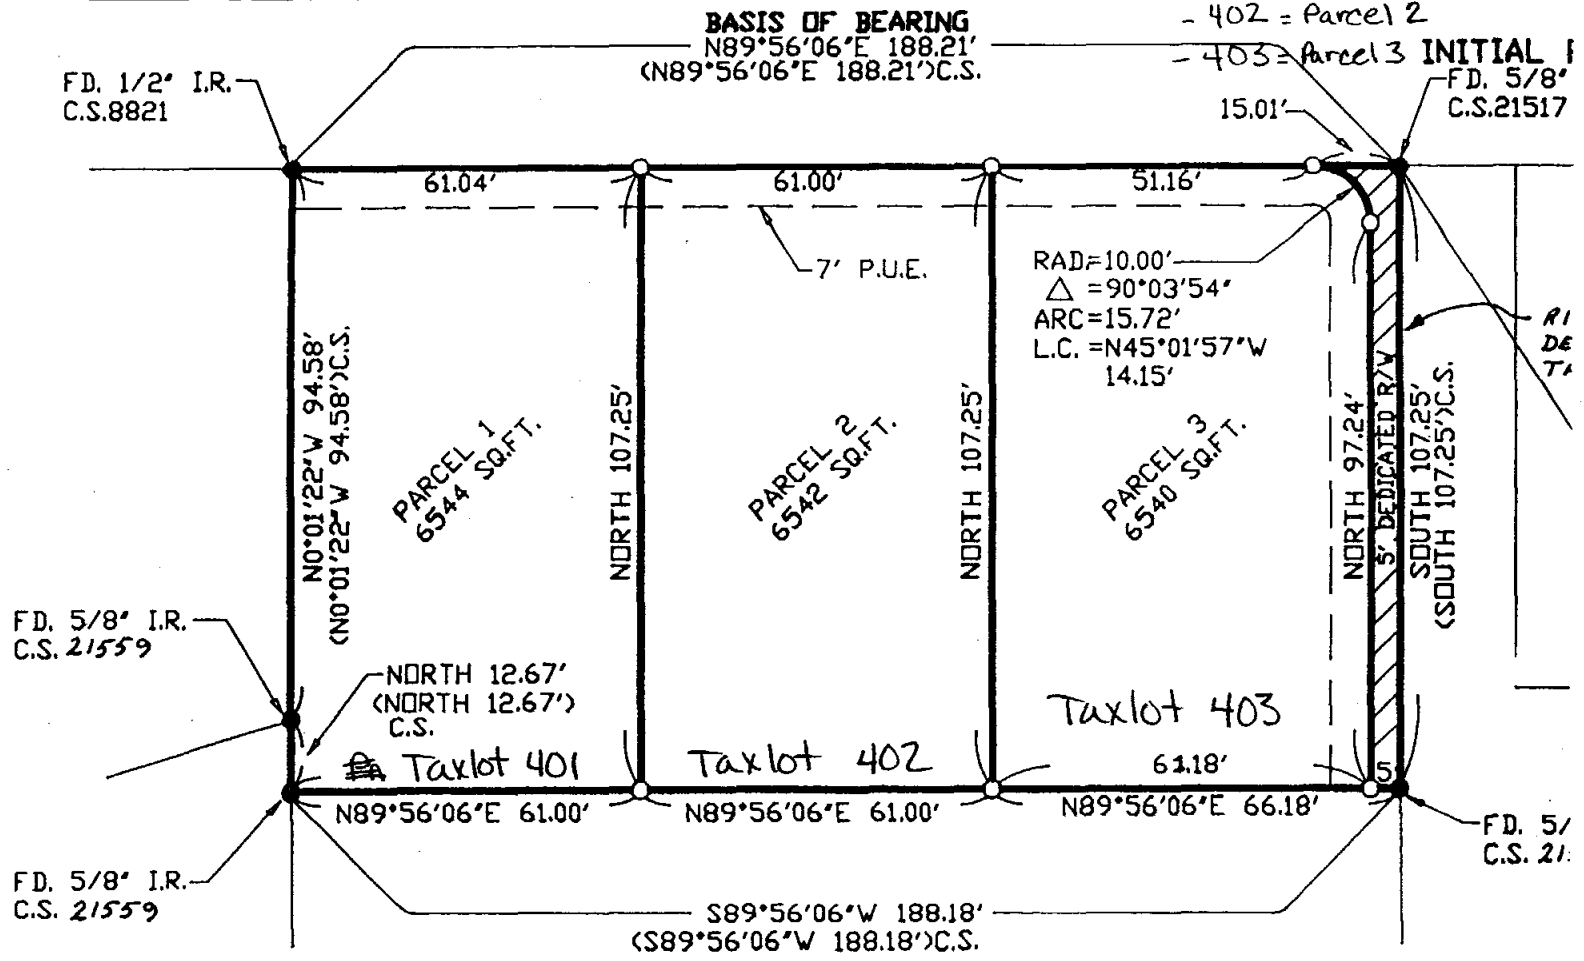 BASIS OF BEARING
N89°56'06"E 188.21'
(N89°56'06"E 188.21')C.S.
- 402 = Parcel 2
- 403 = Parcel 3
INITIAL
FD. 1/2" I.R.
C.S.8821
FD. 5/8"
C.S.21517
15.01'
61.04'
61.00'
51.16'
7' P.U.E.
RAD=10.00'
△ =90°03'54"
ARC=15.72'
L.C. =N45°01'57"W
14.15'
N0°01'22"W 94.58'
(N0°01'22"W 94.58')C.S.
PARCEL 1
6544 SQ.FT.
NORTH 107.25'
PARCEL 2
6542 SQ.FT.
NORTH 107.25'
PARCEL 3
6540 SQ.FT.
NORTH 97.24'
5' DEDICATED R/W
SOUTH 107.25'
(SOUTH 107.25')C.S.
RI
DE
FD. 5/8" I.R.
C.S. 21559
NORTH 12.67'
(NORTH 12.67')
C.S.
Taxlot 401
Taxlot 402
Taxlot 403
61.18'
5'
N89°56'06"E 61.00'
N89°56'06"E 61.00'
N89°56'06"E 66.18'
FD. 5/
C.S. 21
FD. 5/8" I.R.
C.S. 21559
S89°56'06"W 188.18'
(S89°56'06"W 188.18')C.S.